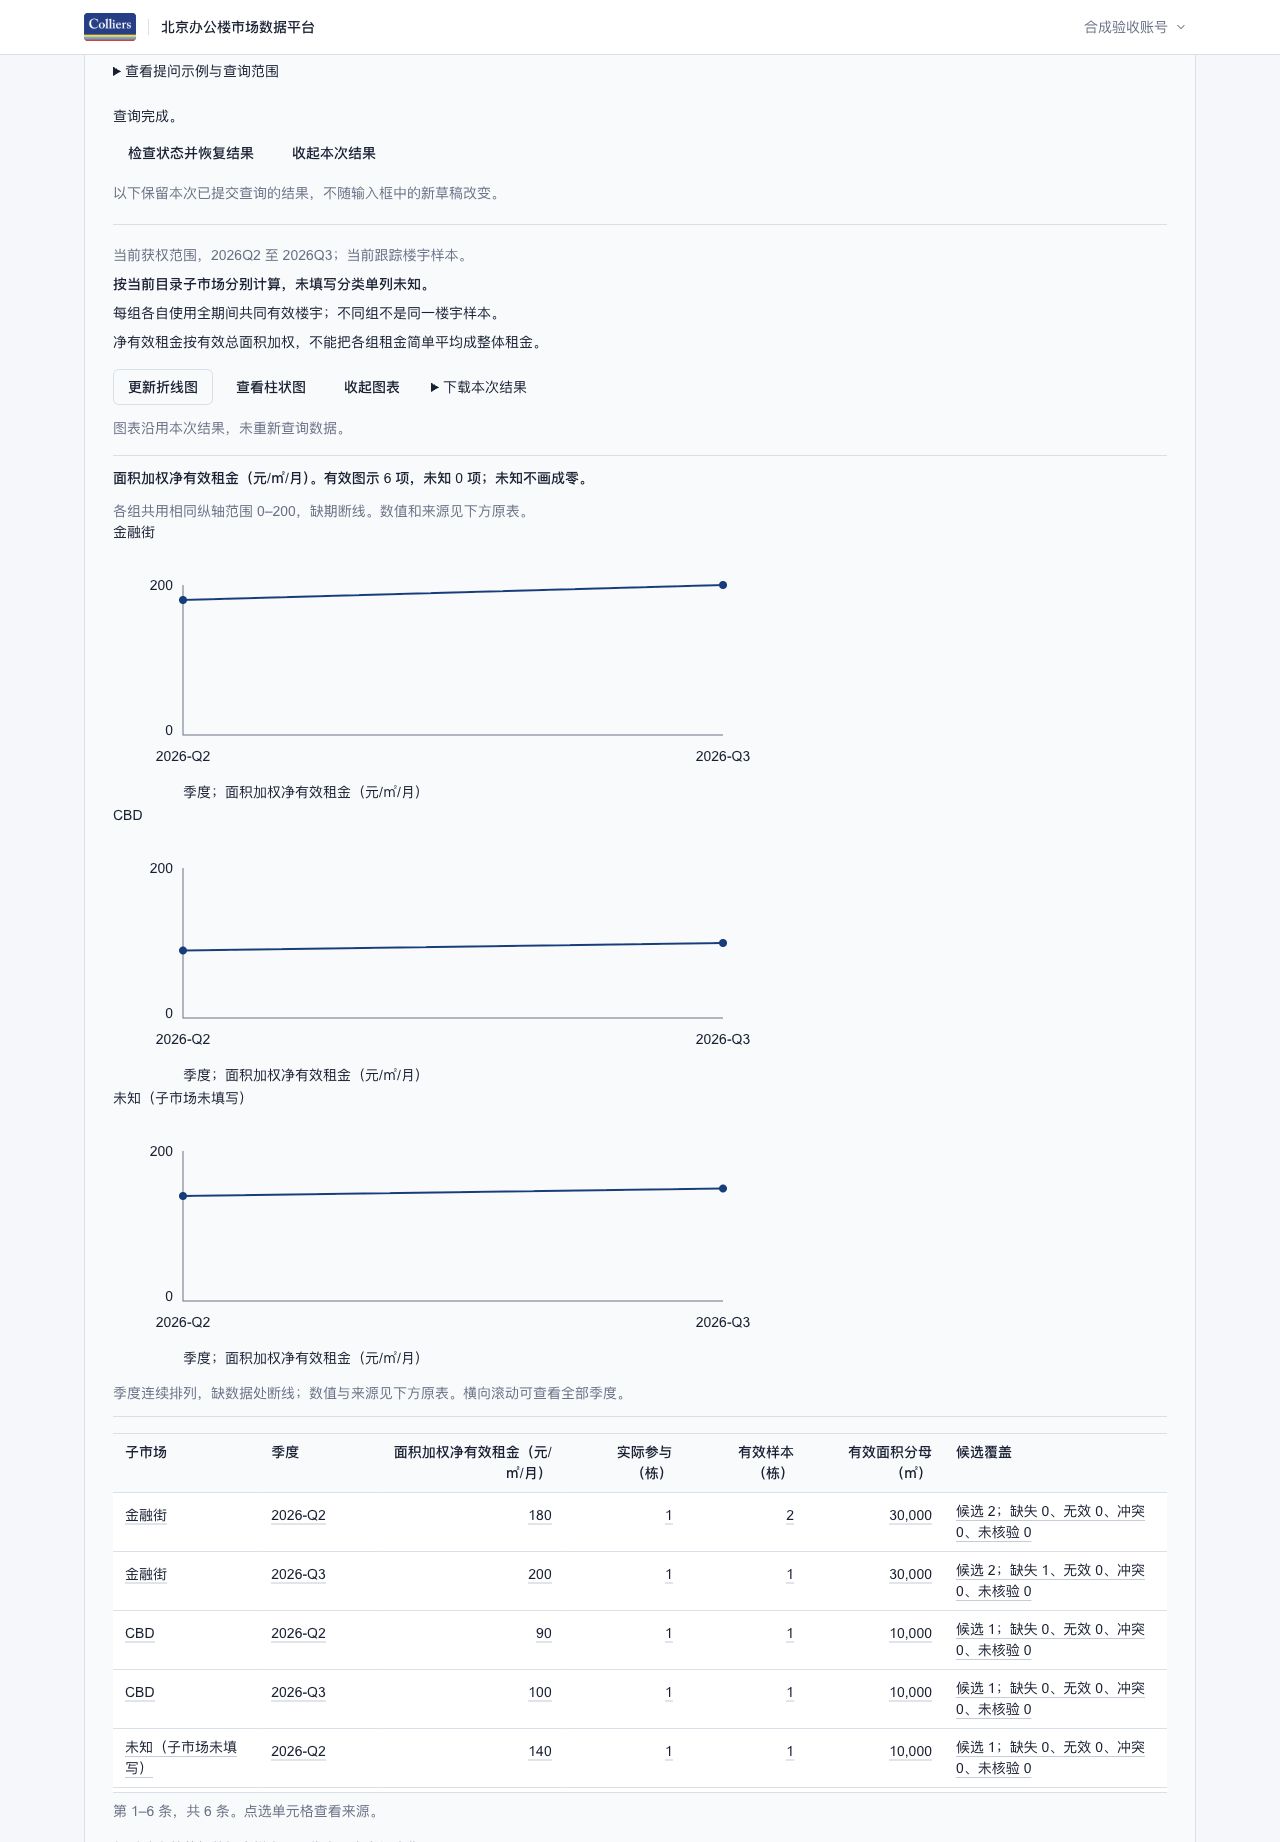 Colliers
北京办公楼市场数据平台
合成验收账号
查看提问示例与查询范围
查询完成。
检查状态并恢复结果 收起本次结果
以下保留本次已提交查询的结果，不随输入框中的新草稿改变。
当前获权范围，2026Q2 至 2026Q3；当前跟踪楼宇样本。
按当前目录子市场分别计算，未填写分类单列未知。
每组各自使用全期间共同有效楼宇；不同组不是同一楼宇样本。
净有效租金按有效总面积加权，不能把各组租金简单平均成整体租金。
更新折线图 查看柱状图 收起图表 下载本次结果
图表沿用本次结果，未重新查询数据。
面积加权净有效租金（元/㎡/月）。有效图示 6 项，未知 0 项；未知不画成零。
各组共用相同纵轴范围 0–200，缺期断线。数值和来源见下方原表。
金融街
200
0
2026-Q2 2026-Q3
季度；面积加权净有效租金（元/㎡/月）
CBD
200
0
2026-Q2 2026-Q3
季度；面积加权净有效租金（元/㎡/月）
未知（子市场未填写）
200
0
2026-Q2 2026-Q3
季度；面积加权净有效租金（元/㎡/月）
季度连续排列，缺数据处断线；数值与来源见下方原表。横向滚动可查看全部季度。
子市场 季度 面积加权净有效租金（元/㎡/月） 实际参与（栋） 有效样本（栋） 有效面积分母（㎡） 候选覆盖
金融街 2026-Q2 180 1 2 30,000 候选 2；缺失 0、无效 0、冲突 0、未核验 0
金融街 2026-Q3 200 1 1 30,000 候选 2；缺失 1、无效 0、冲突 0、未核验 0
CBD 2026-Q2 90 1 1 10,000 候选 1；缺失 0、无效 0、冲突 0、未核验 0
CBD 2026-Q3 100 1 1 10,000 候选 1；缺失 0、无效 0、冲突 0、未核验 0
未知（子市场未填写） 2026-Q2 140 1 1 10,000 候选 1；缺失 0、无效 0、冲突 0、未核验 0
第 1–6 条，共 6 条。点选单元格查看来源。